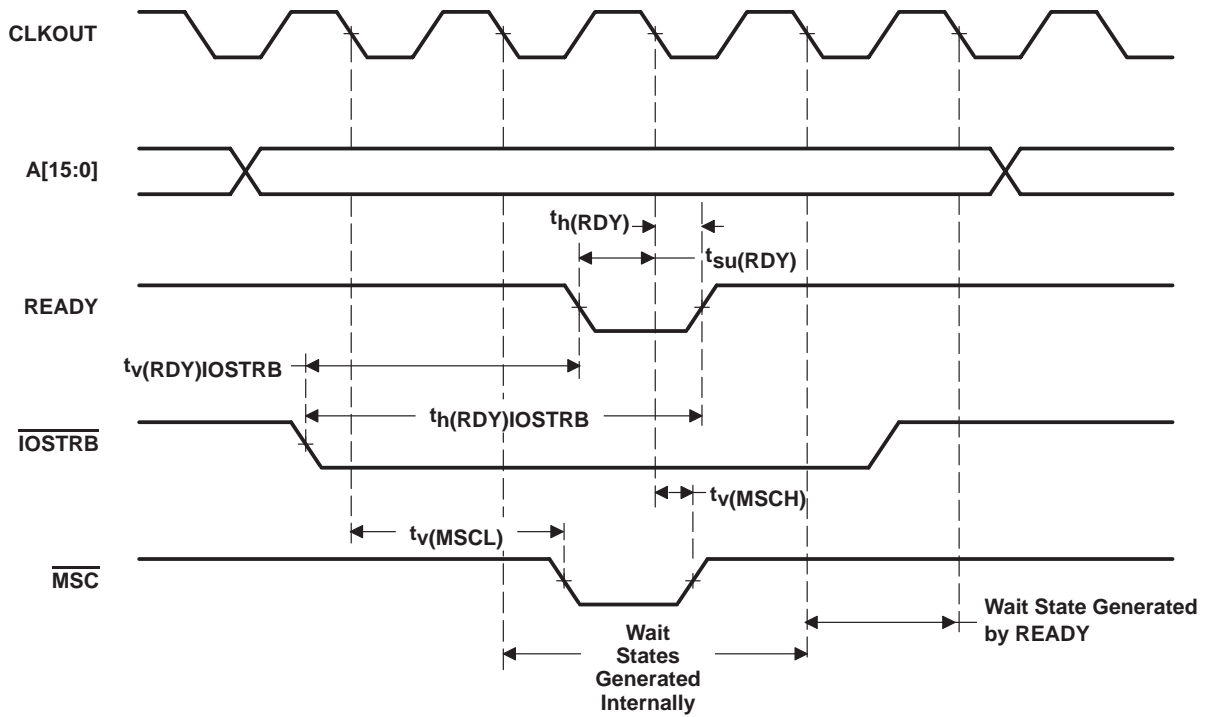 CLKOUT
A[15:0]
th(RDY)
tsu(RDY)
READY
tv(RDY)IOSTRB
th(RDY)IOSTRB
IOSTRB
tv(MSCH)
tv(MSCL)
MSC
Wait State Generated
by READY
Wait
States
Generated
Internally